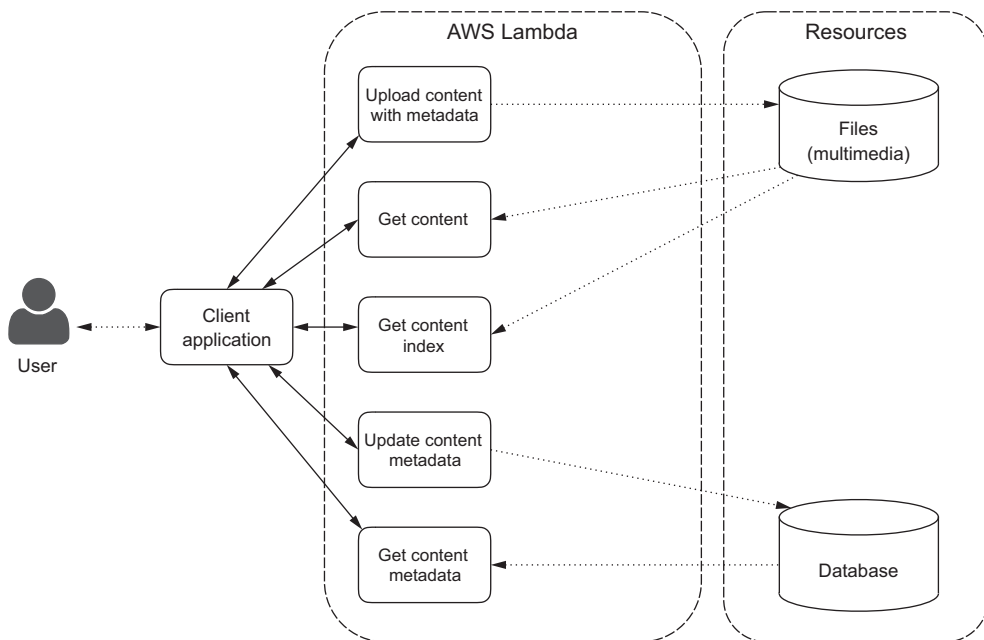 AWS Lambda
Resources
Upload content
with metadata
Files
(multimedia)
Get content
Client
application
Get content
index
User
Update content
metadata
Get content
metadata
Database